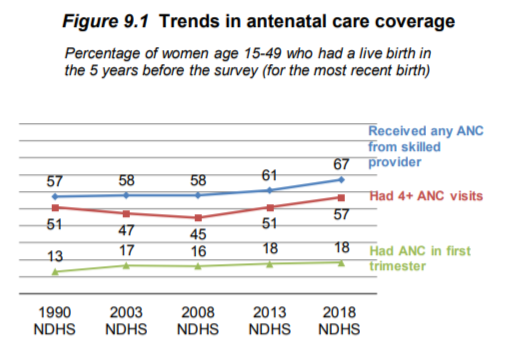 Figure 9.1 Trends in antenatal care coverage
Percentage of women age 15-49 who had a live birth in
the 5 years before the survey (for the most recent birth)
Received any ANC
from skilled
provider
57 58 58 61 67
Had 4+ ANC visits
51 47 45 51 57
Had ANC in first
trimester
13 17 16 18 18
1990 2003 2008 2013 2018
NDHS NDHS NDHS NDHS NDHS